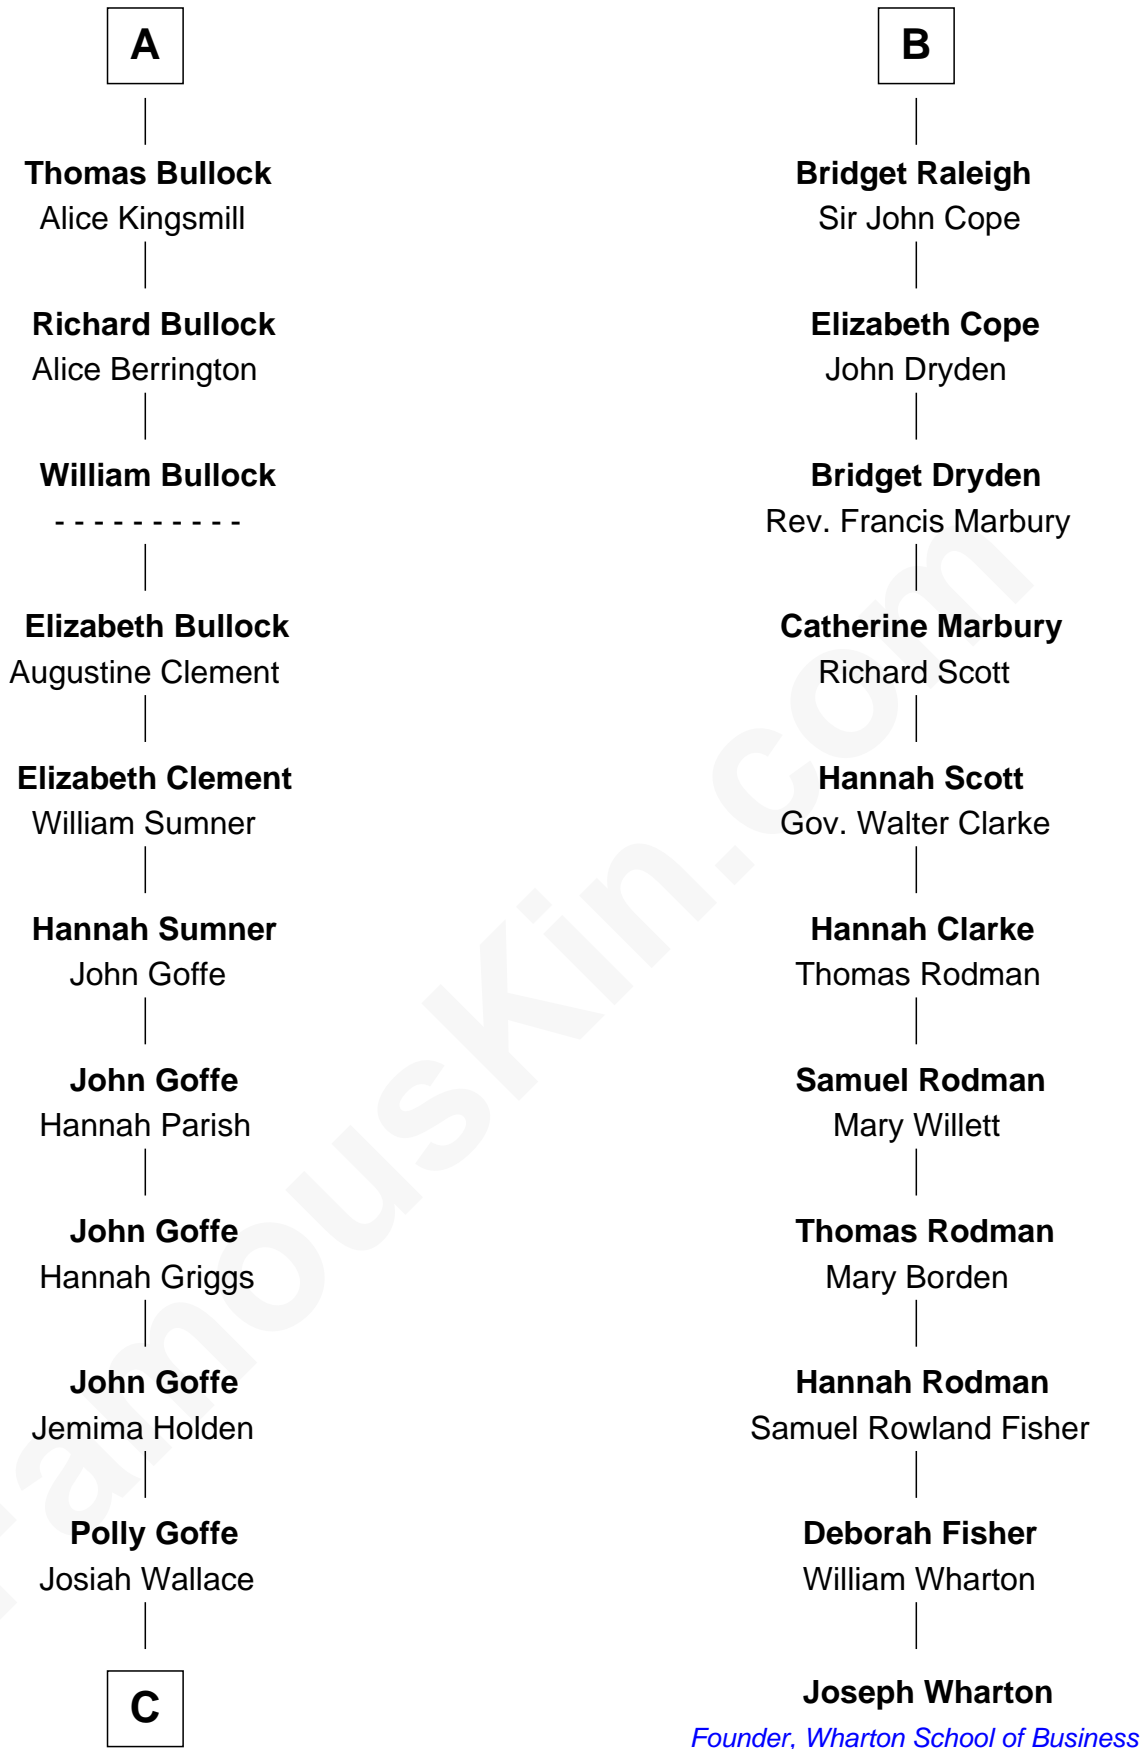 A
Thomas Bullock
Alice Kingsmill
Richard Bullock
Alice Berrington
William Bullock
- - - - - - - - - -
Elizabeth Bullock
Augustine Clement
Elizabeth Clement
William Sumner
Hannah Sumner
John Goffe
John Goffe
Hannah Parish
John Goffe
Hannah Griggs
John Goffe
Jemima Holden
Polly Goffe
Josiah Wallace
C
B
Bridget Raleigh
Sir John Cope
Elizabeth Cope
John Dryden
Bridget Dryden
Rev. Francis Marbury
Catherine Marbury
Richard Scott
Hannah Scott
Gov. Walter Clarke
Hannah Clarke
Thomas Rodman
Samuel Rodman
Mary Willett
Thomas Rodman
Mary Borden
Hannah Rodman
Samuel Rowland Fisher
Deborah Fisher
William Wharton
Joseph Wharton
Founder, Wharton School of Business
FamousKin.com